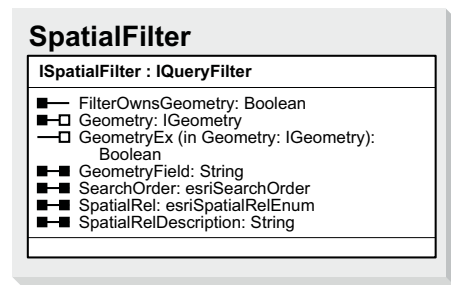 SpatialFilter
ISpatialFilter : IQueryFilter
FilterOwnsGeometry: Boolean
Geometry: IGeometry
GeometryEx (in Geometry: IGeometry):
Boolean
GeometryField: String
SearchOrder: esriSearchOrder
SpatialRel: esriSpatialRelEnum
SpatialRelDescription: String